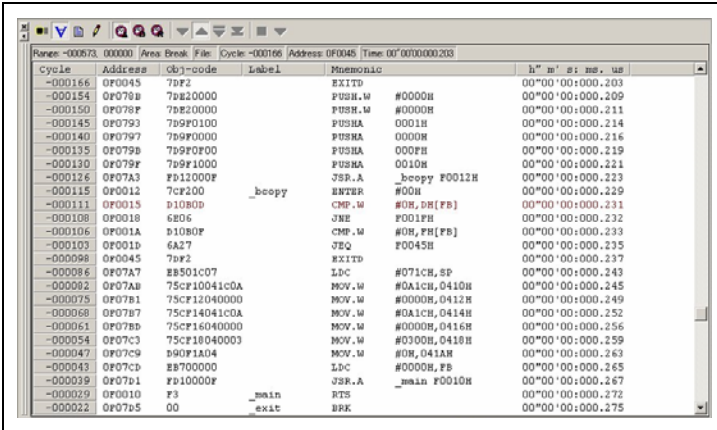 Range: -000573, 000000 Area: Break File: Cycle: -000166 Address: 0F0045 Time: 00"00'00:000.203
Cycle Address Obj-code Label Mnemonic h" m' s: ms. us
-000166 0F0045 7DF2 EXITD 00"00'00:000.203
-000154 0F078B 7DE20000 PUSH.W #0000H 00"00'00:000.209
-000150 0F078F 7DE20000 PUSH.W #0000H 00"00'00:000.211
-000145 0F0793 7D9F0100 PUSHA 0001H 00"00'00:000.214
-000140 0F0797 7D9F0000 PUSHA 0000H 00"00'00:000.216
-000135 0F079B 7D9F0F00 PUSHA 000FH 00"00'00:000.219
-000130 0F079F 7D9F1000 PUSHA 0010H 00"00'00:000.221
-000126 0F07A3 FD12000F JSR.A _bcopy F0012H 00"00'00:000.223
-000115 0F0012 7CF200 _bcopy ENTER #00H 00"00'00:000.229
-000111 0F0015 D10B0D CMP.W #0H,DH[FB] 00"00'00:000.231
-000108 0F0018 6E06 JNE F001FH 00"00'00:000.232
-000106 0F001A D10B0F CMP.W #0H,FH[FB] 00"00'00:000.233
-000103 0F001D 6A27 JEQ F0045H 00"00'00:000.235
-000098 0F0045 7DF2 EXITD 00"00'00:000.237
-000086 0F07A7 EB501C07 LDC #071CH,SP 00"00'00:000.243
-000082 0F07AB 75CF10041C0A MOV.W #0A1CH,0410H 00"00'00:000.245
-000075 0F07B1 75CF12040000 MOV.W #0000H,0412H 00"00'00:000.249
-000068 0F07B7 75CF14041C0A MOV.W #0A1CH,0414H 00"00'00:000.252
-000061 0F07BD 75CF16040000 MOV.W #0000H,0416H 00"00'00:000.256
-000054 0F07C3 75CF18040003 MOV.W #0300H,0418H 00"00'00:000.259
-000047 0F07C9 D90F1A04 MOV.W #0H,041AH 00"00'00:000.263
-000043 0F07CD EB700000 LDC #0000H,FB 00"00'00:000.265
-000039 0F07D1 FD10000F JSR.A _main F0010H 00"00'00:000.267
-000029 0F0010 F3 _main RTS 00"00'00:000.272
-000022 0F07D5 00 _exit BRK 00"00'00:000.275